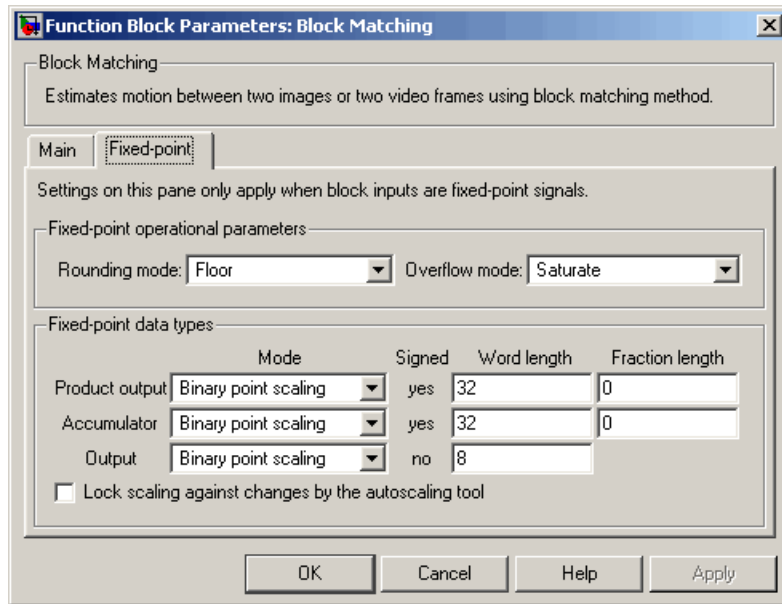 Function Block Parameters: Block Matching
Block Matching
Estimates motion between two images or two video frames using block matching method.
Main Fixed-point
Settings on this pane only apply when block inputs are fixed-point signals.
Fixed-point operational parameters
Rounding mode: Floor Overflow mode: Saturate
Fixed-point data types
Mode Signed Word length Fraction length
Product output Binary point scaling yes 32 0
Accumulator Binary point scaling yes 32 0
Output Binary point scaling no 8
Lock scaling against changes by the autoscaling tool
OK Cancel Help Apply